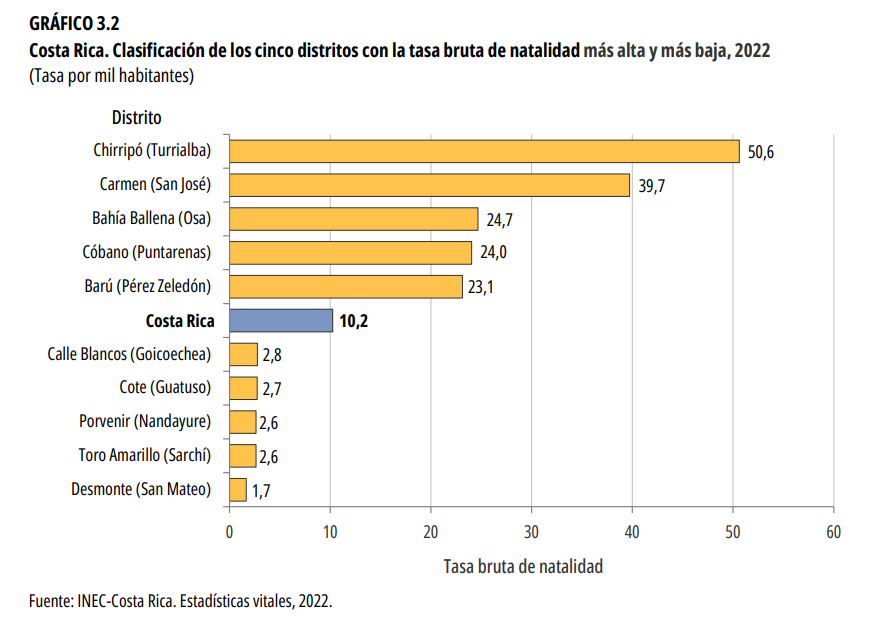 GRÁFICO 3.2
Costa Rica. Clasificación de los cinco distritos con la tasa bruta de natalidad más alta y más baja, 2022
(Tasa por mil habitantes)
Distrito
Chirripó (Turrialba) 50,6
Carmen (San José) 39,7
Bahía Ballena (Osa) 24,7
Cóbano (Puntarenas) 24,0
Barú (Pérez Zeledón) 23,1
Costa Rica 10,2
Calle Blancos (Goicoechea) 2,8
Cote (Guatuso) 2,7
Porvenir (Nandayure) 2,6
Toro Amarillo (Sarchí) 2,6
Desmonte (San Mateo) 1,7
0 10 20 30 40 50 60
Tasa bruta de natalidad
Fuente: INEC-Costa Rica. Estadísticas vitales, 2022.